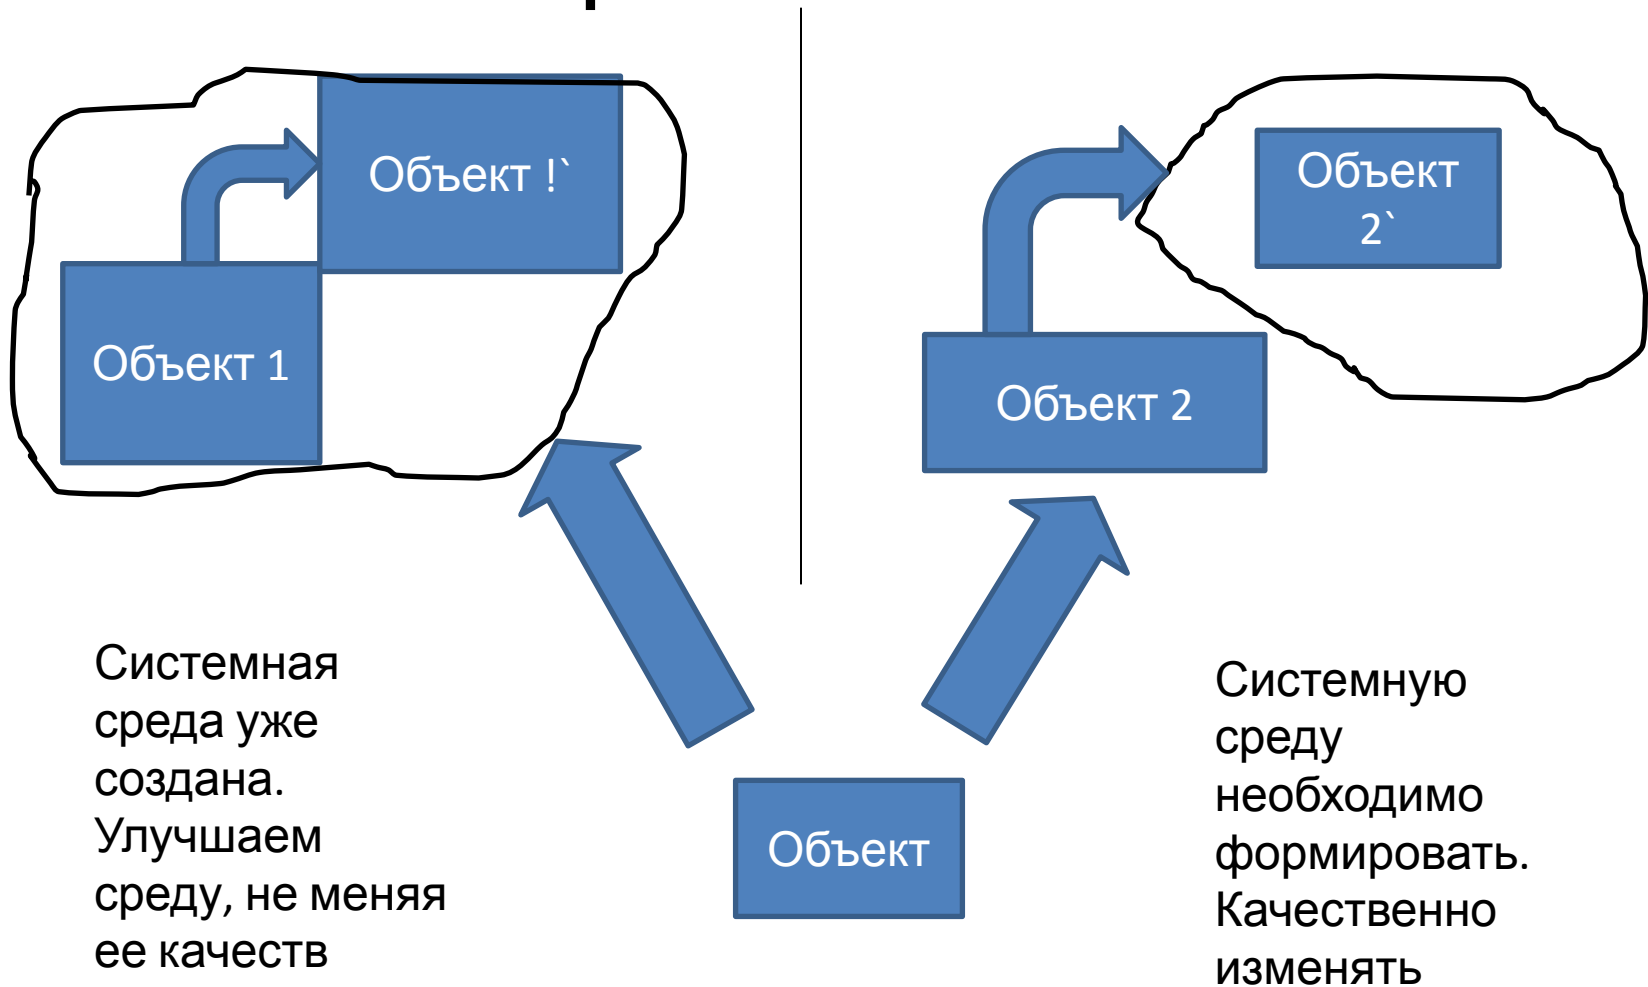 Объект !`
Объект 1
Объект
2`
Объект 2
Объект
Системная
среда уже
создана.
Улучшаем
среду, не меняя
ее качеств
Системную
среду
необходимо
формировать.
Качественно
изменять